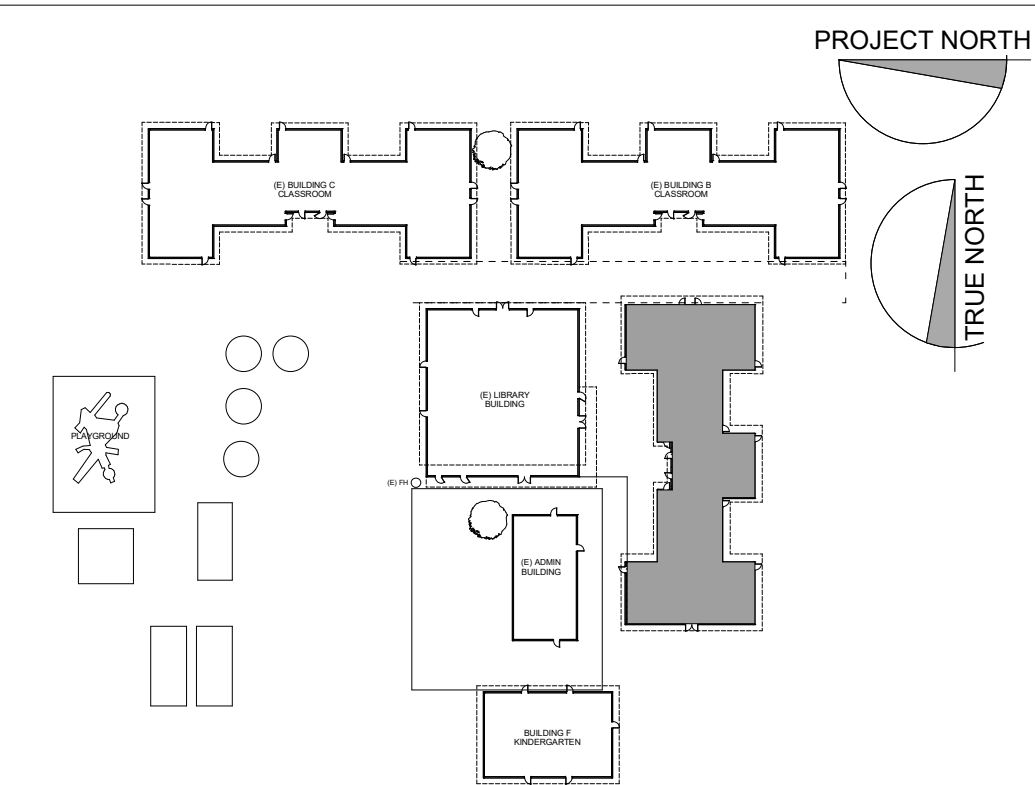 PROJECT NORTH
TRUE NORTH
(E) BUILDING C
CLASSROOM
(E) BUILDING B
CLASSROOM
(E) LIBRARY
BUILDING
PLAYGROUND
(E) FH
(E) ADMIN
BUILDING
BUILDING F
KINDERGARTEN